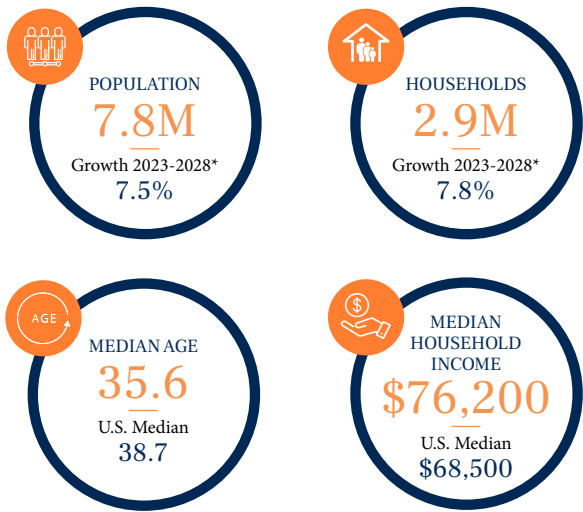 POPULATION
7.8M
Growth 2023-2028*
7.5%
HOUSEHOLDS
2.9M
Growth 2023-2028*
7.8%
AGE
MEDIAN AGE
35.6
U.S. Median
38.7
$
MEDIAN
HOUSEHOLD
INCOME
$76,200
U.S. Median
$68,500